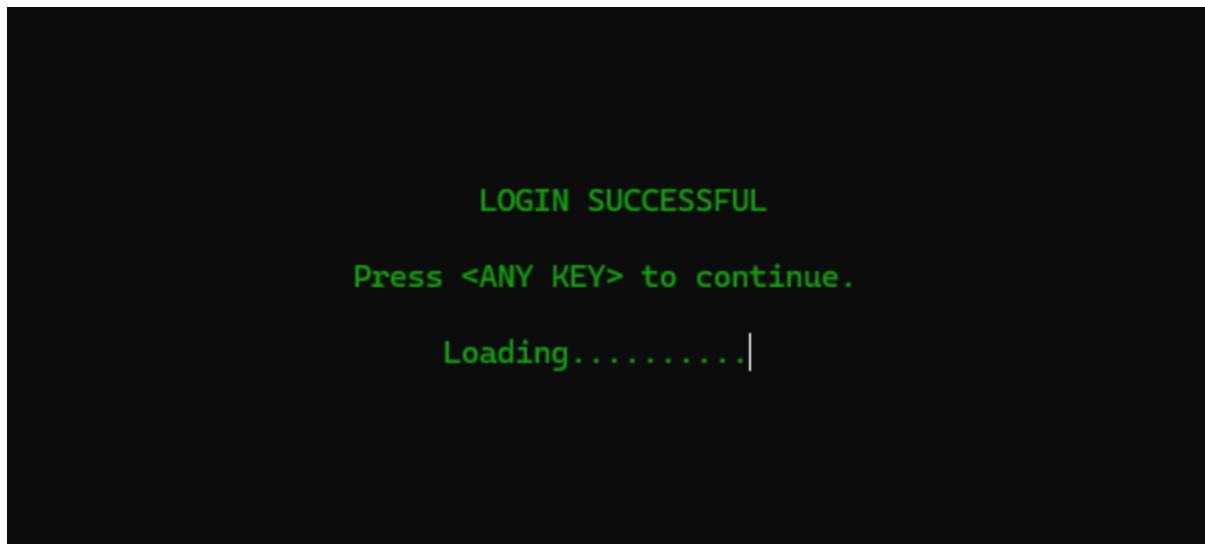 LOGIN SUCCESSFUL
Press <ANY KEY> to continue.
Loading..........